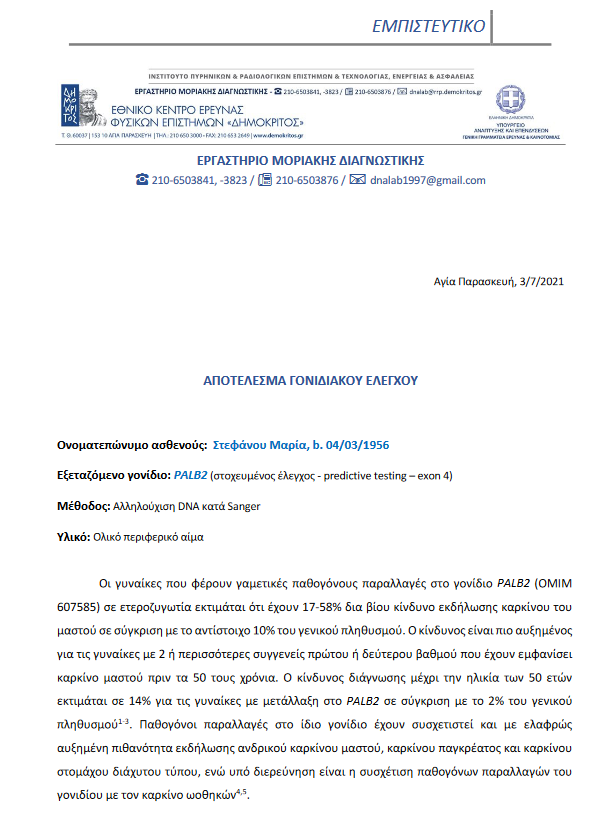 ΕΜΠΙΣΤΕΥΤΙΚΟ
ΙΝΣΤΙΤΟΥΤΟ ΠΥΡΗΝΙΚΩΝ & ΡΑΔΙΟΛΟΓΙΚΩΝ ΕΠΙΣΤΗΜΩΝ & ΤΕΧΝΟΛΟΓΙΑΣ, ΕΝΕΡΓΕΙΑΣ & ΑΣΦΑΛΕΙΑΣ
ΕΡΓΑΣΤΗΡΙΟ ΜΟΡΙΑΚΗΣ ΔΙΑΓΝΩΣΤΙΚΗΣ - ☎ 210-6503841, -3823 / 210-6503876 / dnalab@rrp.demokritos.gr
ΔΗΜΟΚΡΙΤΟΣ
ΕΘΝΙΚΟ ΚΕΝΤΡΟ ΕΡΕΥΝΑΣ
ΦΥΣΙΚΩΝ ΕΠΙΣΤΗΜΩΝ «ΔΗΜΟΚΡΙΤΟΣ»
Τ.Θ. 60037 | 153 10 ΑΓΙΑ ΠΑΡΑΣΚΕΥΗ | ΤΗΛ.: 210 650 3000 • FAX: 210 653 2649 | www.demokritos.gr
ΕΛΛΗΝΙΚΗ ΔΗΜΟΚΡΑΤΙΑ
ΥΠΟΥΡΓΕΙΟ
ΑΝΑΠΤΥΞΗΣ ΚΑΙ ΕΠΕΝΔΥΣΕΩΝ
ΓΕΝΙΚΗ ΓΡΑΜΜΑΤΕΙΑ ΕΡΕΥΝΑΣ & ΚΑΙΝΟΤΟΜΙΑΣ
ΕΡΓΑΣΤΗΡΙΟ ΜΟΡΙΑΚΗΣ ΔΙΑΓΝΩΣΤΙΚΗΣ
☎ 210-6503841, -3823 / 210-6503876 / dnalab1997@gmail.com
Αγία Παρασκευή, 3/7/2021
ΑΠΟΤΕΛΕΣΜΑ ΓΟΝΙΔΙΑΚΟΥ ΕΛΕΓΧΟΥ
Ονοματεπώνυμο ασθενούς: Στεφάνου Μαρία, b. 04/03/1956
Εξεταζόμενο γονίδιο: PALB2 (στοχευμένος έλεγχος - predictive testing – exon 4)
Μέθοδος: Αλληλούχιση DNA κατά Sanger
Υλικό: Ολικό περιφερικό αίμα
Οι γυναίκες που φέρουν γαμετικές παθογόνους παραλλαγές στο γονίδιο PALB2 (OMIM
607585) σε ετεροζυγωτία εκτιμάται ότι έχουν 17-58% δια βίου κίνδυνο εκδήλωσης καρκίνου του
μαστού σε σύγκριση με το αντίστοιχο 10% του γενικού πληθυσμού. Ο κίνδυνος είναι πιο αυξημένος
για τις γυναίκες με 2 ή περισσότερες συγγενείς πρώτου ή δεύτερου βαθμού που έχουν εμφανίσει
καρκίνο μαστού πριν τα 50 τους χρόνια. Ο κίνδυνος διάγνωσης μέχρι την ηλικία των 50 ετών
εκτιμάται σε 14% για τις γυναίκες με μετάλλαξη στο PALB2 σε σύγκριση με το 2% του γενικού
πληθυσμού1-3. Παθογόνοι παραλλαγές στο ίδιο γονίδιο έχουν συσχετιστεί και με ελαφρώς
αυξημένη πιθανότητα εκδήλωσης ανδρικού καρκίνου μαστού, καρκίνου παγκρέατος και καρκίνου
στομάχου διάχυτου τύπου, ενώ υπό διερεύνηση είναι η συσχέτιση παθογόνων παραλλαγών του
γονιδίου με τον καρκίνο ωοθηκών4,5.